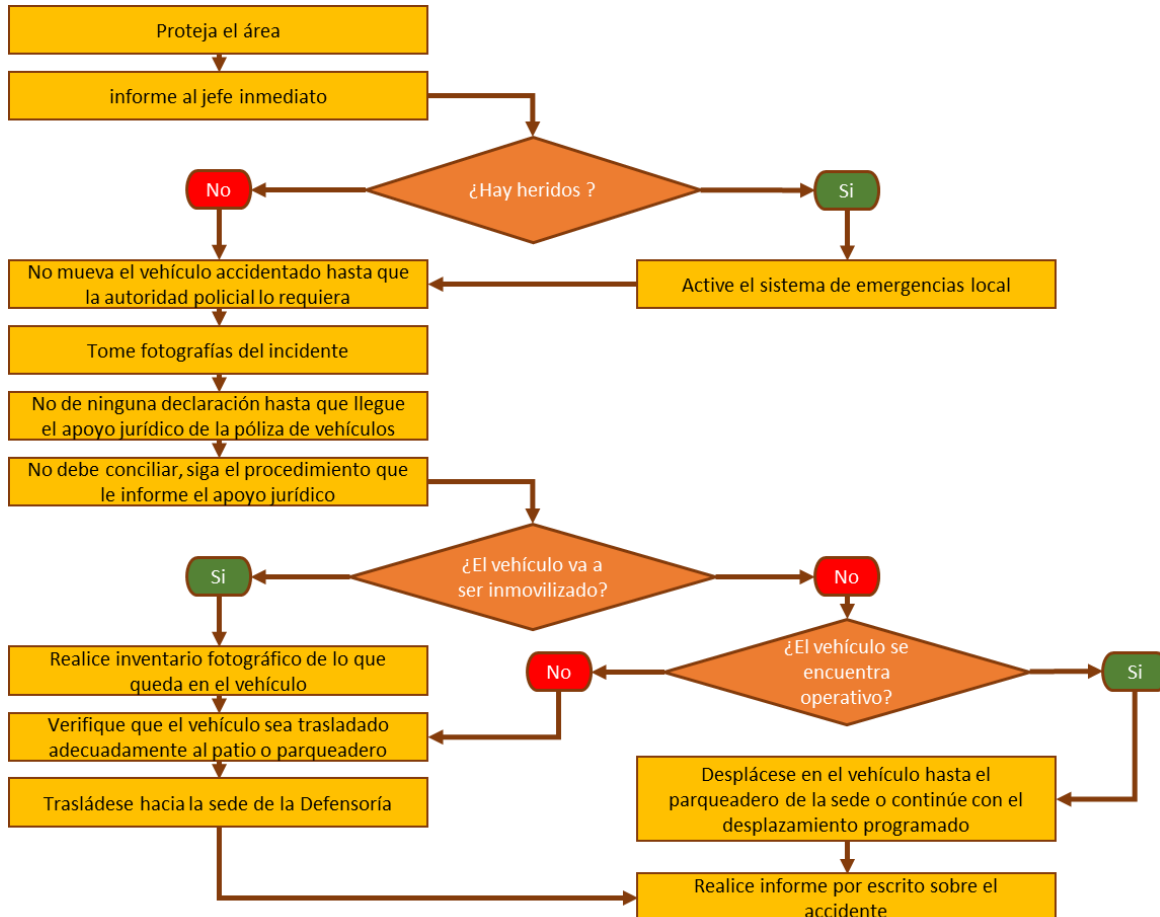 Proteja el área
informe al jefe inmediato
¿Hay heridos ?
No
Si
No mueva el vehículo accidentado hasta que
la autoridad policial lo requiera
Active el sistema de emergencias local
Tome fotografías del incidente
No de ninguna declaración hasta que llegue
el apoyo jurídico de la póliza de vehículos
No debe conciliar, siga el procedimiento que
le informe el apoyo jurídico
¿El vehículo va a
ser inmovilizado?
Si
No
Realice inventario fotográfico de lo que
queda en el vehículo
¿El vehículo se
encuentra
operativo?
No
Si
Verifique que el vehículo sea trasladado
adecuadamente al patio o parqueadero
Trasládese hacia la sede de la Defensoría
Desplácese en el vehículo hasta el
parqueadero de la sede o continúe con el
desplazamiento programado
Realice informe por escrito sobre el
accidente